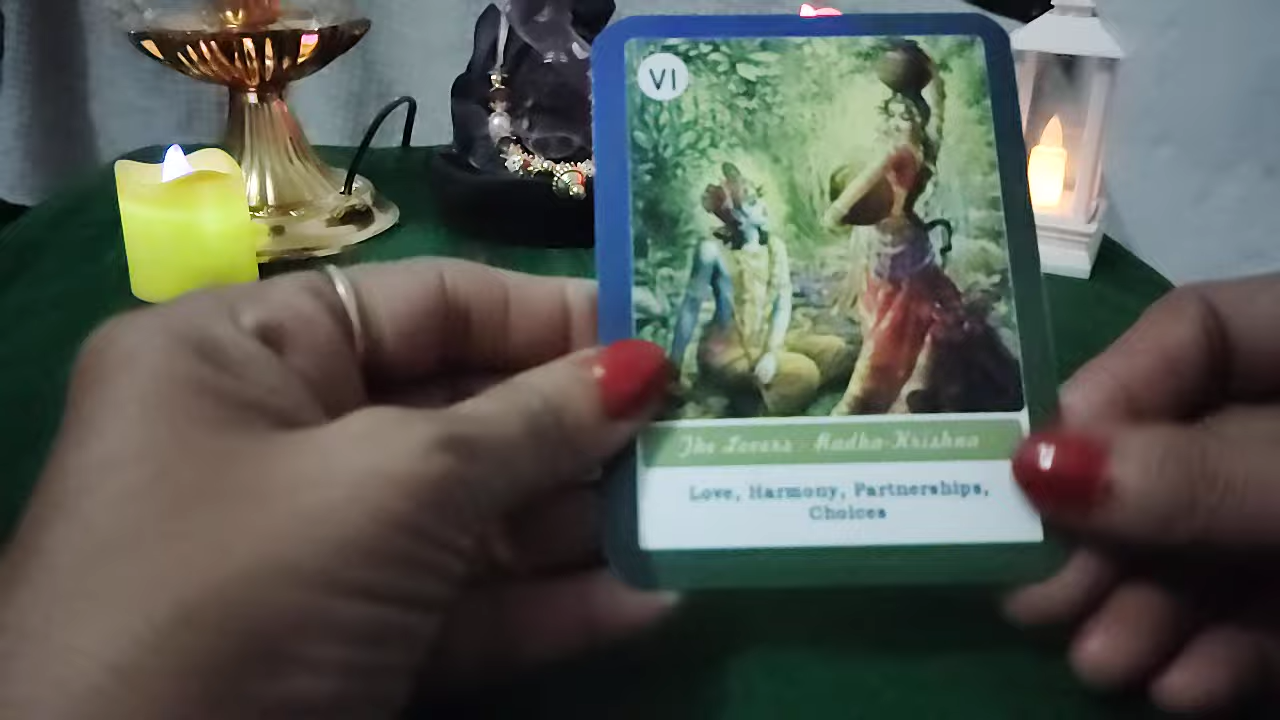 VI
The Lovers - Radha-Krishna
Love, Harmony, Partnerships,
Choices